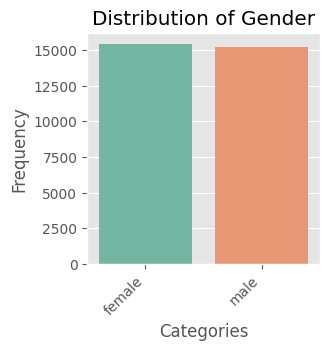 Distribution of Gender
15000
12500
10000
7500
5000
2500
0
Frequency
female
male
Categories